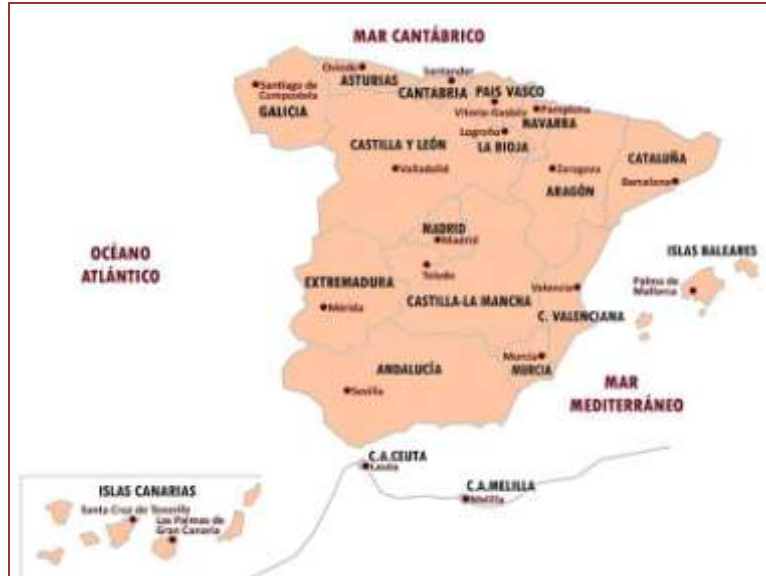 MAR CANTÁBRICO
Oviedo
ASTURIAS
Santander
CANTABRIA
PAIS VASCO
Santiago de
Compostela
GALICIA
Vitoria-Gasteiz
Pamplona
NAVARRA
Logroño
LA RIOJA
CASTILLA Y LEÓN
Valladolid
Zaragoza
ARAGÓN
CATALUÑA
Barcelona
MADRID
Madrid
OCÉANO
ATLÁNTICO
Toledo
EXTREMADURA
Mérida
CASTILLA-LA MANCHA
Valencia
C. VALENCIANA
ISLAS BALEARES
Palma de
Mallorca
Murcia
MURCIA
ANDALUCÍA
Sevilla
MAR
MEDITERRÁNEO
C.A.CEUTA
Ceuta
C.A.MELILLA
Melilla
ISLAS CANARIAS
Santa Cruz de Tenerife
Las Palmas de
Gran Canaria